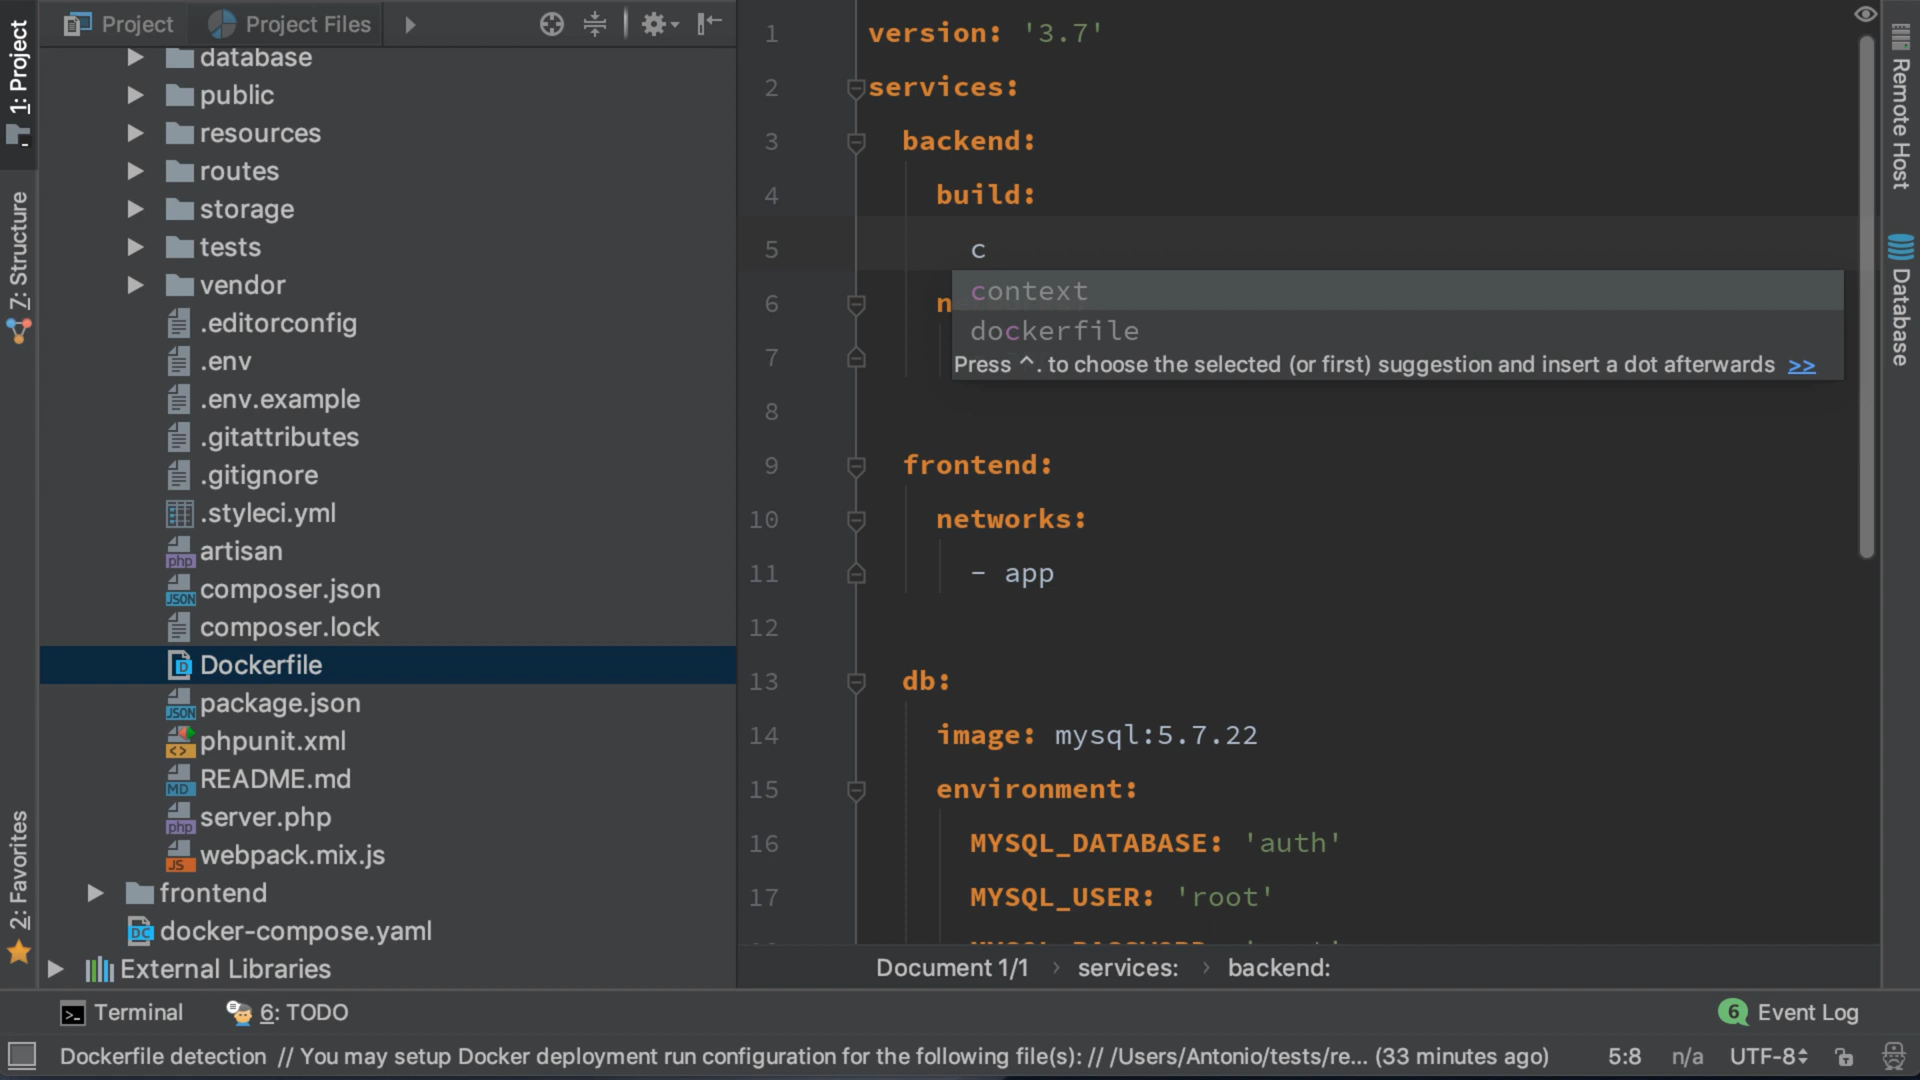 Project
Project Files
1: Project
Z: Structure
2: Favorites
database
public
resources
routes
storage
tests
vendor
.editorconfig
.env
.env.example
.gitattributes
.gitignore
.styleci.yml
artisan
composer.json
composer.lock
Dockerfile
package.json
phpunit.xml
README.md
server.php
webpack.mix.js
frontend
docker-compose.yaml
External Libraries
1 version: '3.7'
2 services:
3 backend:
4 build:
5 c
context
dockerfile
Press ^. to choose the selected (or first) suggestion and insert a dot afterwards >>
6 n
7
8
9 frontend:
10 networks:
11 - app
12
13 db:
14 image: mysql:5.7.22
15 environment:
16 MYSQL_DATABASE: 'auth'
17 MYSQL_USER: 'root'
Document 1/1 › services: › backend:
Remote Host
Database
Terminal
6: TODO
6 Event Log
Dockerfile detection // You may setup Docker deployment run configuration for the following file(s): // /Users/Antonio/tests/re... (33 minutes ago)
5:8 n/a UTF-8